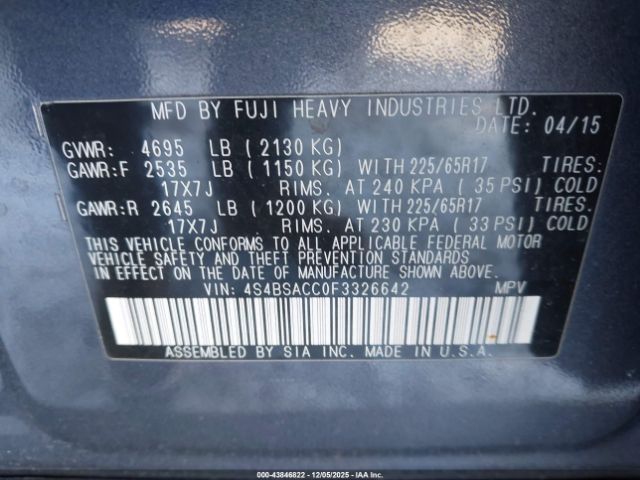 MFD BY FUJI HEAVY INDUSTRIES LTD.
DATE: 04/15
GVWR: 4695 LB (2130 KG)
GAWR:F 2535 LB (1150 KG) WITH 225/65R17 TIRES:
17X7J RIMS. AT 240 KPA (35 PSI) COLD
GAWR:R 2645 LB (1200 KG) WITH 225/65R17 TIRES.
17X7J RIMS. AT 230 KPA (33 PSI) COLD
THIS VEHICLE CONFORMS TO ALL APPLICABLE FEDERAL MOTOR
VEHICLE SAFETY, BUMPER, AND THEFT PREVENTION STANDARDS
IN EFFECT ON THE DATE OF MANUFACTURE SHOWN ABOVE.
VIN: 4S4BSACC0F3326642 MPV
ASSEMBLED BY SIA INC. MADE IN U.S.A.
000-43846822 - 12/05/2025 - IAAI.COM